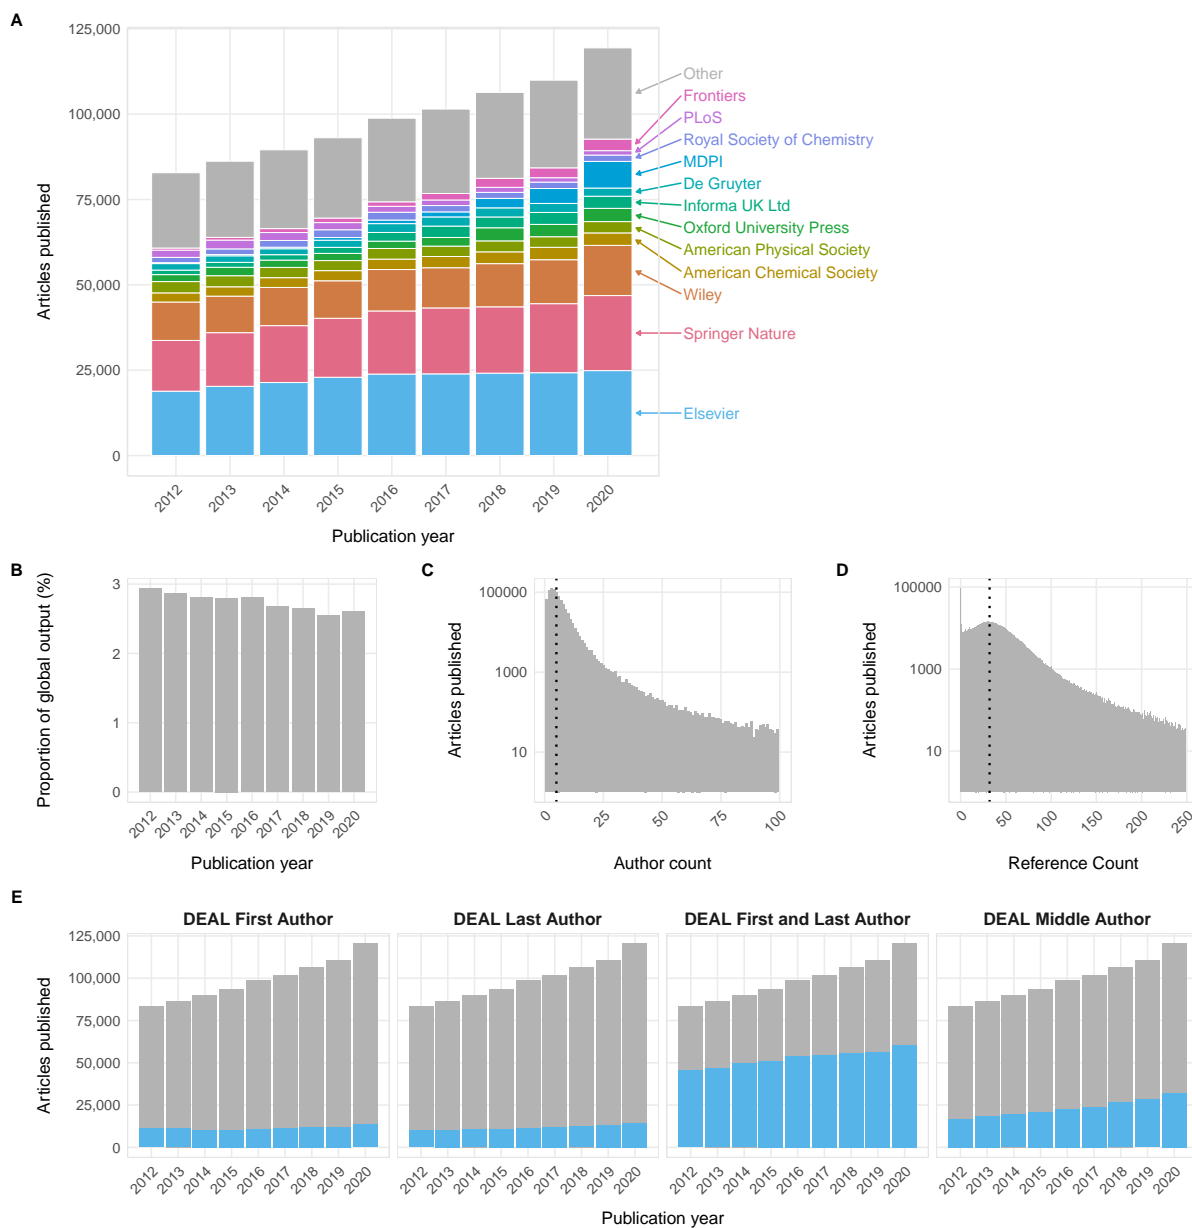 A
125,000
100,000
75,000
50,000
25,000
0
Articles published
2012
2013
2014
2015
2016
2017
2018
2019
2020
Publication year
Other
Frontiers
PLoS
Royal Society of Chemistry
MDPI
De Gruyter
Informa UK Ltd
Oxford University Press
American Physical Society
American Chemical Society
Wiley
Springer Nature
Elsevier
B
Proportion of global output (%)
3
2
1
0
2012
2013
2014
2015
2016
2017
2018
2019
2020
Publication year
C
Articles published
100000
1000
10
0
25
50
75
100
Author count
D
Articles published
100000
1000
10
0
50
100
150
200
250
Reference Count
E
DEAL First Author
DEAL Last Author
DEAL First and Last Author
DEAL Middle Author
Articles published
125,000
100,000
75,000
50,000
25,000
0
2012
2013
2014
2015
2016
2017
2018
2019
2020
2012
2013
2014
2015
2016
2017
2018
2019
2020
2012
2013
2014
2015
2016
2017
2018
2019
2020
2012
2013
2014
2015
2016
2017
2018
2019
2020
Publication year